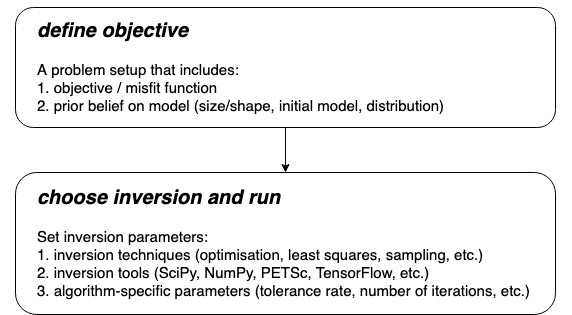 define objective
A problem setup that includes:
1. objective / misfit function
2. prior belief on model (size/shape, initial model, distribution)
choose inversion and run
Set inversion parameters:
1. inversion techniques (optimisation, least squares, sampling, etc.)
2. inversion tools (SciPy, NumPy, PETSc, TensorFlow, etc.)
3. algorithm-specific parameters (tolerance rate, number of iterations, etc.)